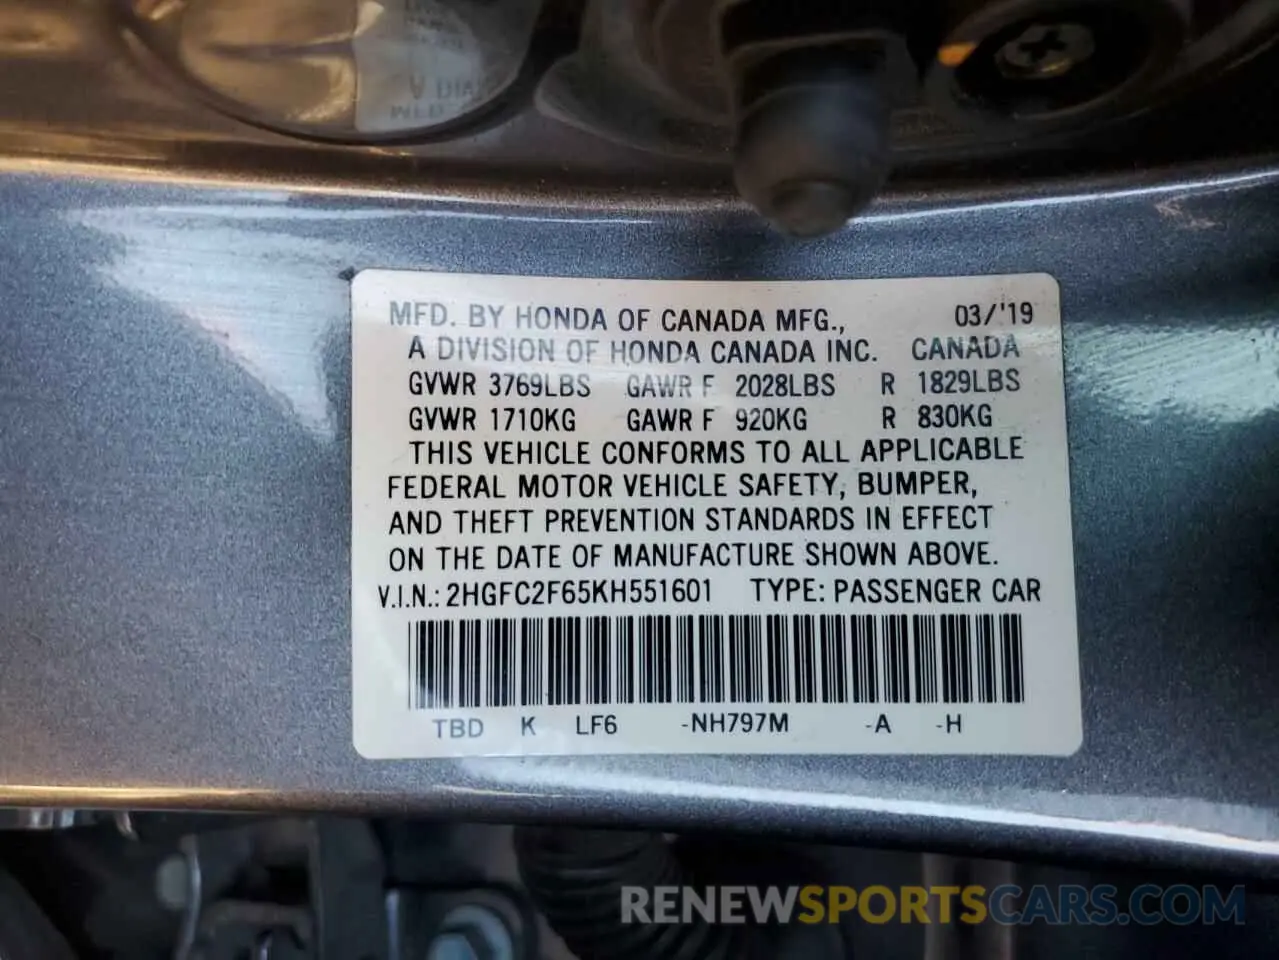 MFD. BY HONDA OF CANADA MFG., 03/'19
A DIVISION OF HONDA CANADA INC. CANADA
GVWR 3769LBS GAWR F 2028LBS R 1829LBS
GVWR 1710KG GAWR F 920KG R 830KG
THIS VEHICLE CONFORMS TO ALL APPLICABLE
FEDERAL MOTOR VEHICLE SAFETY, BUMPER,
AND THEFT PREVENTION STANDARDS IN EFFECT
ON THE DATE OF MANUFACTURE SHOWN ABOVE.
V.I.N.: 2HGFC2F65KH551601 TYPE: PASSENGER CAR
TBD K LF6 -NH797M -A -H
RENEWSPORTSCARS.COM